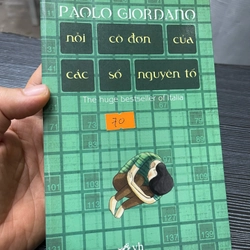 PAOLO GIORDANO
nỗi cô đơn của
các số nguyên tố
The huge bestseller of Italia
70